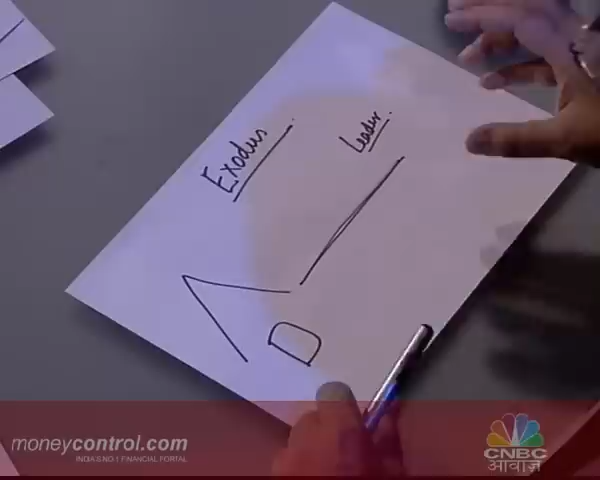 Exodus
Leader.
D
moneycontrol.com
INDIA'S NO.1 FINANCIAL PORTAL
CNBC
आवाज़